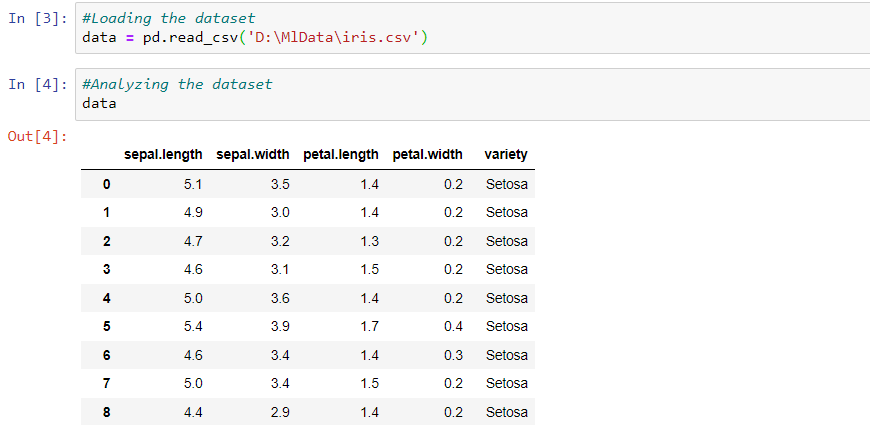 In [3]: #Loading the dataset
data = pd.read_csv('D:\MlData\iris.csv')
In [4]: #Analyzing the dataset
data
Out[4]:
sepal.length sepal.width petal.length petal.width variety
0 5.1 3.5 1.4 0.2 Setosa
1 4.9 3.0 1.4 0.2 Setosa
2 4.7 3.2 1.3 0.2 Setosa
3 4.6 3.1 1.5 0.2 Setosa
4 5.0 3.6 1.4 0.2 Setosa
5 5.4 3.9 1.7 0.4 Setosa
6 4.6 3.4 1.4 0.3 Setosa
7 5.0 3.4 1.5 0.2 Setosa
8 4.4 2.9 1.4 0.2 Setosa